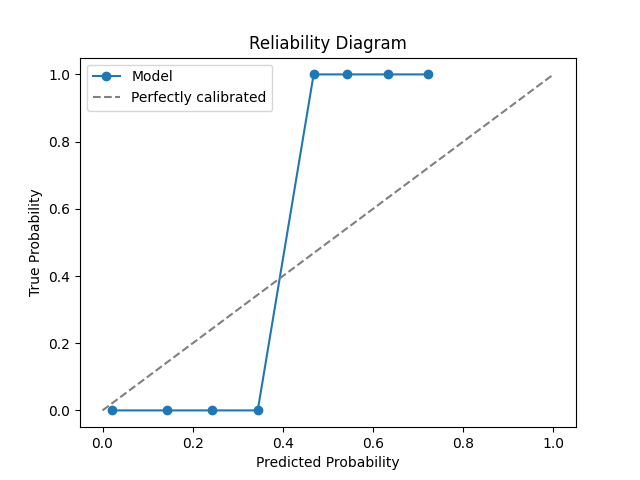 Reliability Diagram
Model
Perfectly calibrated
True Probability
1.0
0.8
0.6
0.4
0.2
0.0
0.0 0.2 0.4 0.6 0.8 1.0
Predicted Probability